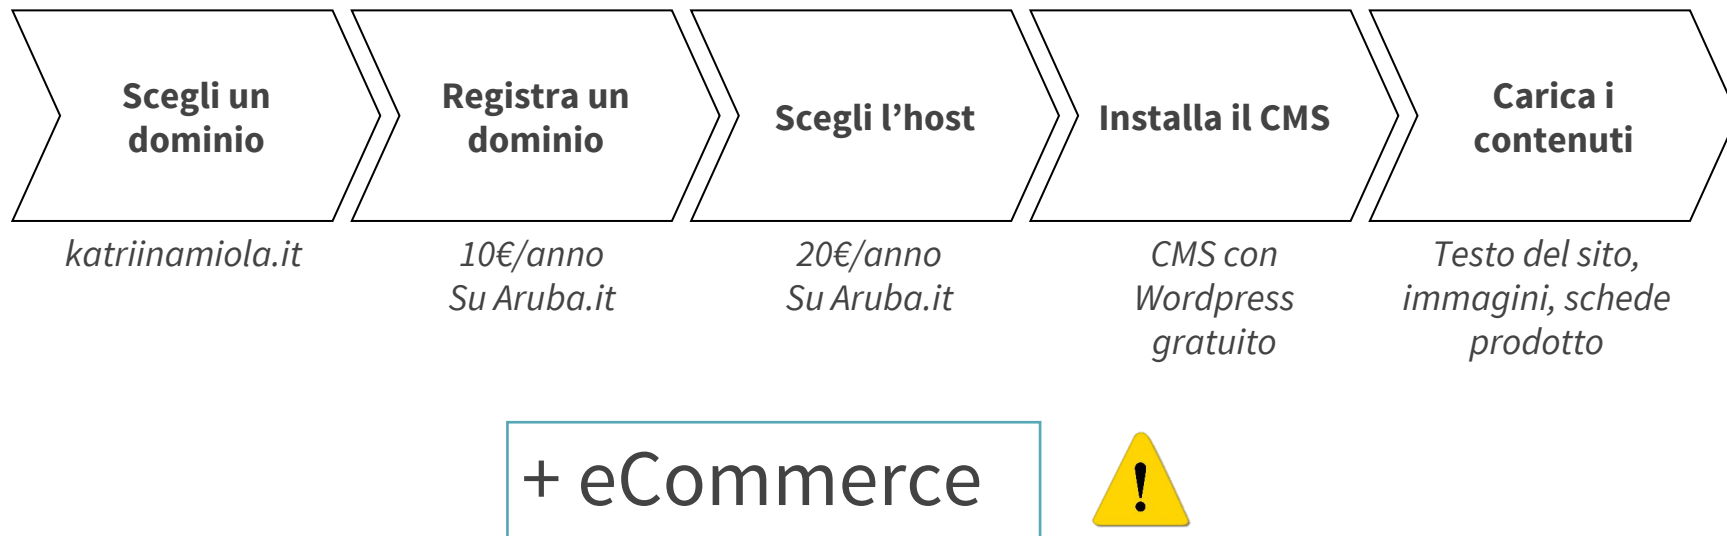 Scegli un
dominio
Registra un
dominio
Scegli l’host
Installa il CMS
Carica i
contenuti
katriinamiola.it
10€/anno
Su Aruba.it
20€/anno
Su Aruba.it
CMS con
Wordpress
gratuito
Testo del sito,
immagini, schede
prodotto
+ eCommerce
!